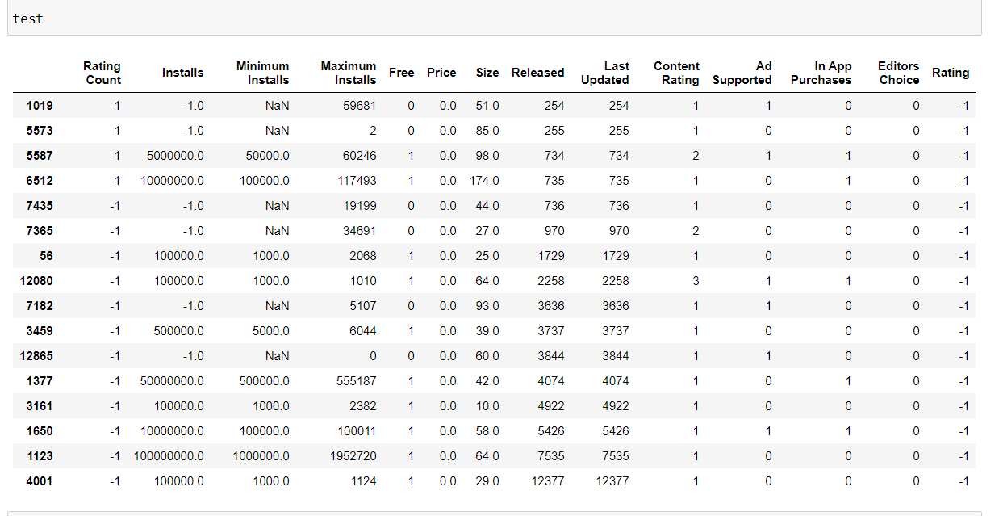 test
Rating Count Installs Minimum Installs Maximum Installs Free Price Size Released Last Updated Content Rating Ad Supported In App Purchases Editors Choice Rating
1019 -1 -1.0 NaN 59681 0 0.0 51.0 254 254 1 1 0 0 -1
5573 -1 -1.0 NaN 2 0 0.0 85.0 255 255 1 0 0 0 -1
5587 -1 5000000.0 50000.0 60246 1 0.0 98.0 734 734 2 1 1 0 -1
6512 -1 10000000.0 100000.0 117493 1 0.0 174.0 735 735 1 0 1 0 -1
7435 -1 -1.0 NaN 19199 0 0.0 44.0 736 736 1 0 0 0 -1
7365 -1 -1.0 NaN 34691 0 0.0 27.0 970 970 2 0 0 0 -1
56 -1 100000.0 1000.0 2068 1 0.0 25.0 1729 1729 1 0 0 0 -1
12080 -1 100000.0 1000.0 1010 1 0.0 64.0 2258 2258 3 1 1 0 -1
7182 -1 -1.0 NaN 5107 0 0.0 93.0 3636 3636 1 1 0 0 -1
3459 -1 500000.0 5000.0 6044 1 0.0 39.0 3737 3737 1 0 0 0 -1
12865 -1 -1.0 NaN 0 0 0.0 60.0 3844 3844 1 1 0 0 -1
1377 -1 50000000.0 500000.0 555187 1 0.0 42.0 4074 4074 1 0 1 0 -1
3161 -1 100000.0 1000.0 2382 1 0.0 10.0 4922 4922 1 0 0 0 -1
1650 -1 10000000.0 100000.0 100011 1 0.0 58.0 5426 5426 1 1 1 0 -1
1123 -1 100000000.0 1000000.0 1952720 1 0.0 64.0 7535 7535 1 0 0 0 -1
4001 -1 100000.0 1000.0 1124 1 0.0 29.0 12377 12377 1 0 0 0 -1